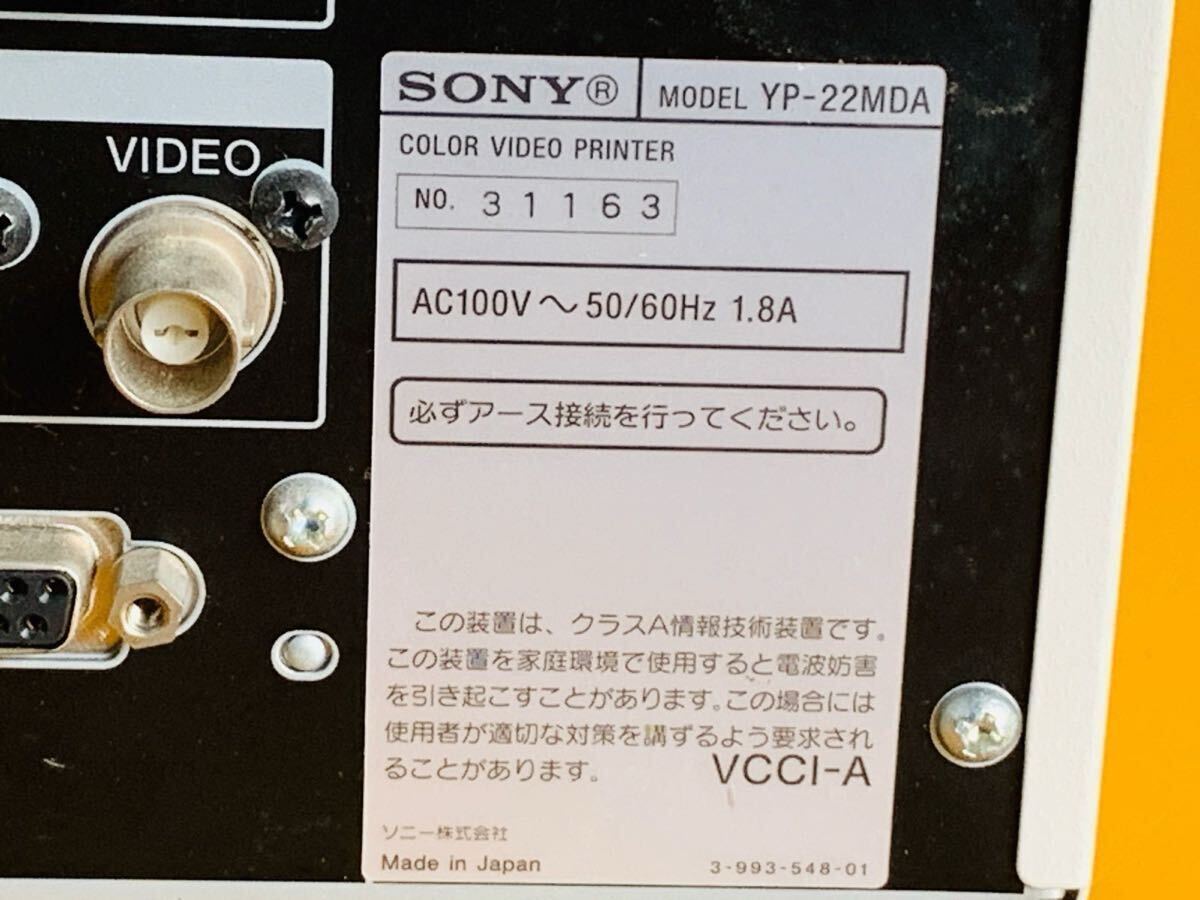 VIDEO
SONY® MODEL YP-22MDA
COLOR VIDEO PRINTER
NO. 31163
AC100V～50/60Hz 1.8A
必ずアース接続を行ってください。
この装置は、クラスA情報技術装置です。
この装置を家庭環境で使用すると電波妨害
を引き起こすことがあります。この場合には
使用者が適切な対策を講ずるよう要求され
ることがあります。 VCCI-A
ソニー株式会社
Made in Japan 3-993-548-01